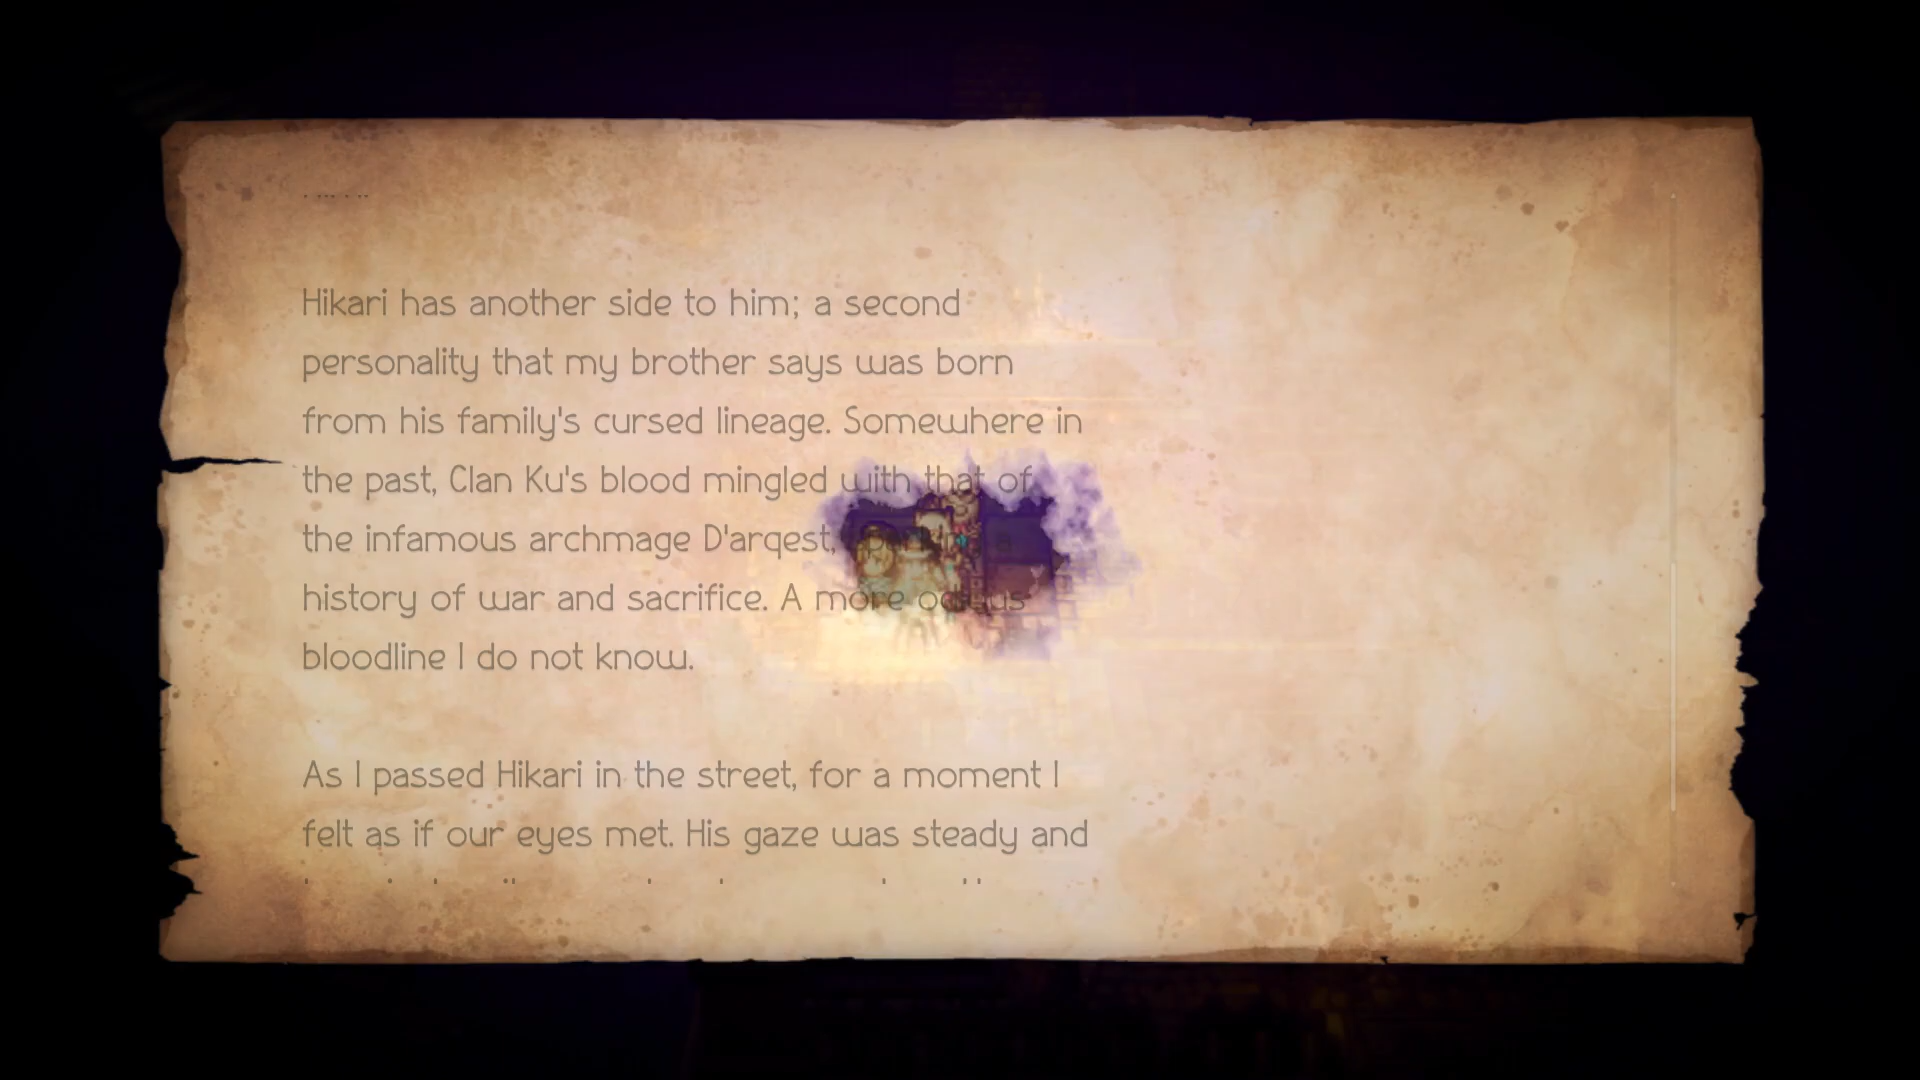 Hikari has another side to him; a second
personality that my brother says was born
from his family's cursed lineage. Somewhere in
the past, Clan Ku's blood mingled with that of
the infamous archmage D'arqest, a
history of war and sacrifice. A more odious
bloodline I do not know.
As I passed Hikari in the street, for a moment I
felt as if our eyes met. His gaze was steady and